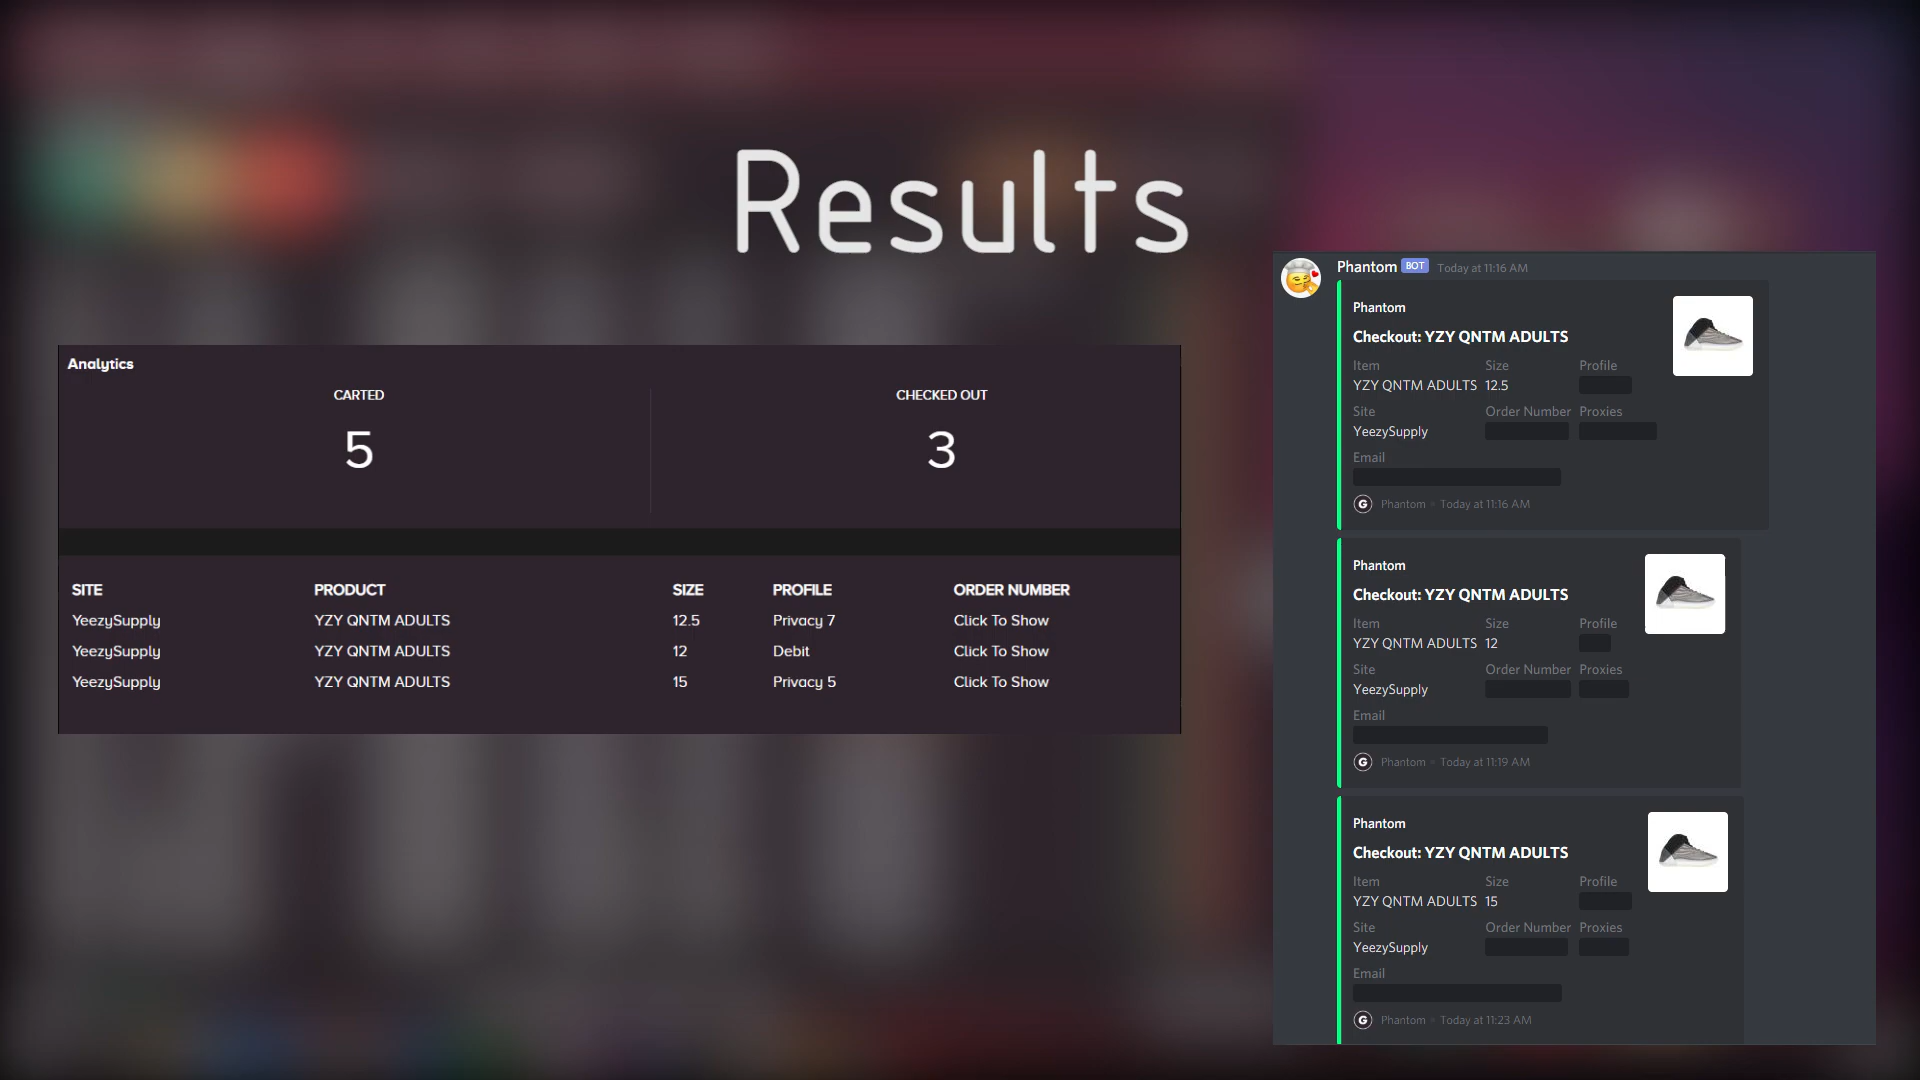 Results
Analytics
CARTED CHECKED OUT
5 3
SITE PRODUCT SIZE PROFILE ORDER NUMBER
YeezySupply YZY QNTM ADULTS 12.5 Privacy 7 Click To Show
YeezySupply YZY QNTM ADULTS 12 Debit Click To Show
YeezySupply YZY QNTM ADULTS 15 Privacy 5 Click To Show
Phantom BOT Today at 11:16 AM
Phantom
Checkout: YZY QNTM ADULTS
Item Size Profile
YZY QNTM ADULTS 12.5
Site Order Number Proxies
YeezySupply
Email
G Phantom • Today at 11:16 AM
Phantom
Checkout: YZY QNTM ADULTS
Item Size Profile
YZY QNTM ADULTS 12
Site Order Number Proxies
YeezySupply
Email
G Phantom • Today at 11:19 AM
Phantom
Checkout: YZY QNTM ADULTS
Item Size Profile
YZY QNTM ADULTS 15
Site Order Number Proxies
YeezySupply
Email
G Phantom • Today at 11:23 AM